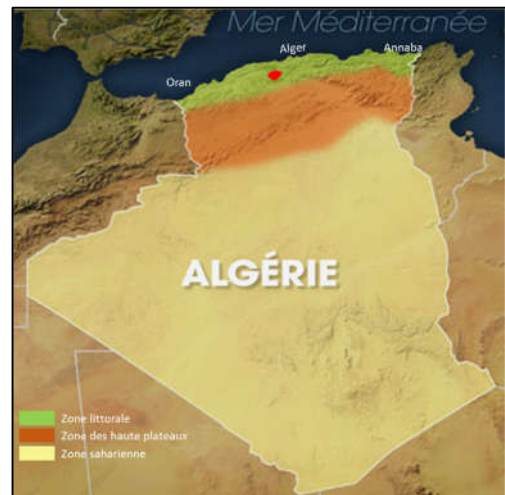 Mer Méditerranée
Alger
Annaba
Oran
ALGÉRIE
Zone littorale
Zone des haute plateaux
Zone saharienne